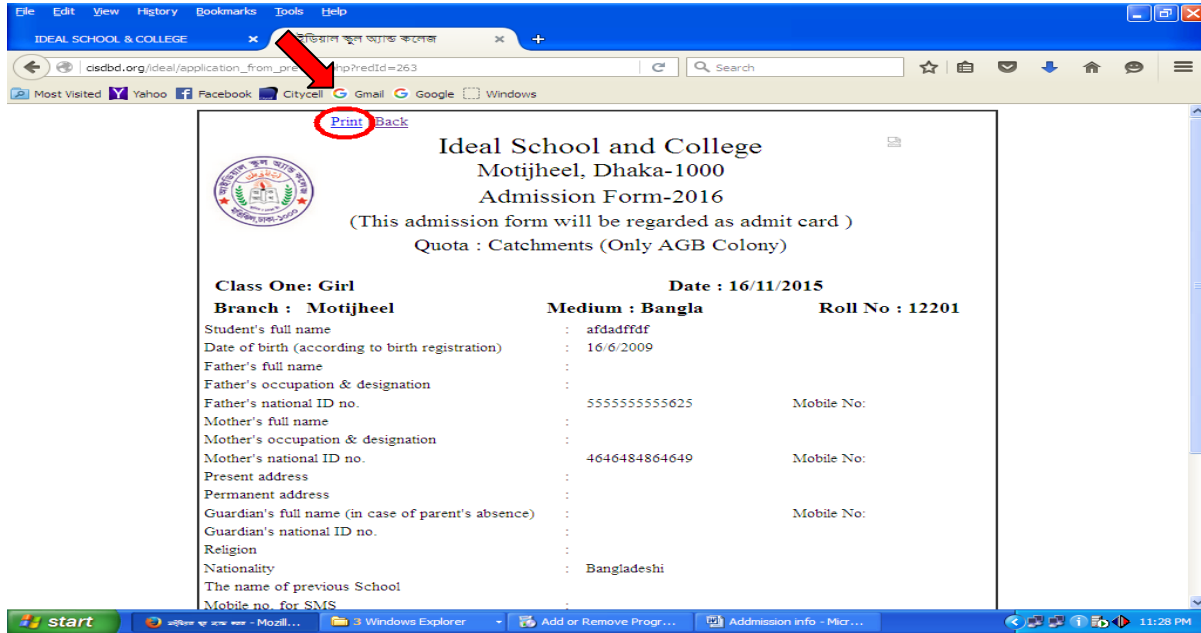 File Edit View History Bookmarks Tools Help
IDEAL SCHOOL & COLLEGE × স্কুল অ্যান্ড কলেজ × +
cisdbd.org/ideal/application_from_pre hp?redId=263 Search
Most Visited Yahoo Facebook Citycell Gmail Google Windows
Print Back
Ideal School and College
Motijheel, Dhaka-1000
Admission Form-2016
(This admission form will be regarded as admit card )
Quota : Catchments (Only AGB Colony)
Class One: Girl Date : 16/11/2015
Branch : Motijheel Medium : Bangla Roll No : 12201
Student's full name : afdadffdf
Date of birth (according to birth registration) : 16/6/2009
Father's full name :
Father's occupation & designation :
Father's national ID no. 5555555555625 Mobile No:
Mother's full name :
Mother's occupation & designation :
Mother's national ID no. 4646484864649 Mobile No:
Present address :
Permanent address :
Guardian's full name (in case of parent's absence) : Mobile No:
Guardian's national ID no. :
Religion :
Nationality : Bangladeshi
The name of previous School
Mobile no. for SMS :
start - Mozill... 3 Windows Explorer Add or Remove Progr... Addmission info - Micr... 11:28 PM